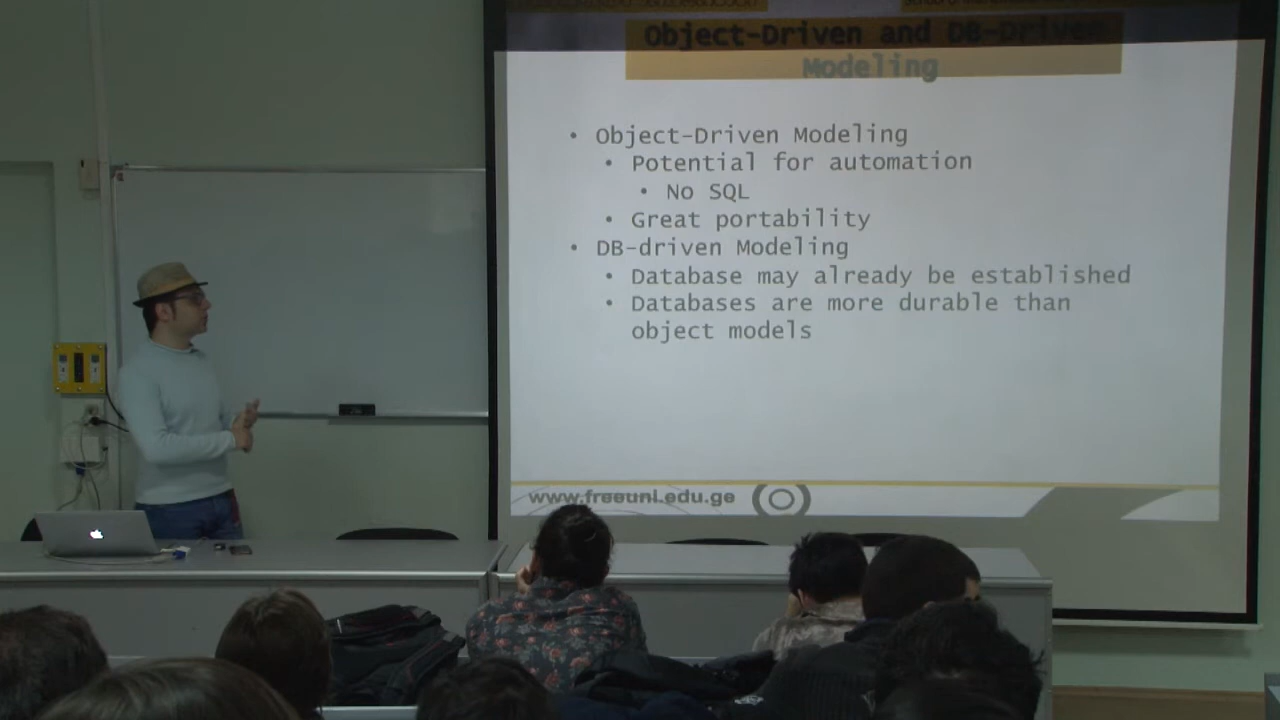 Object-Driven and DB-Driven
Modeling
• Object-Driven Modeling
• Potential for automation
• No SQL
• Great portability
• DB-driven Modeling
• Database may already be established
• Databases are more durable than
object models
www.freeuni.edu.ge